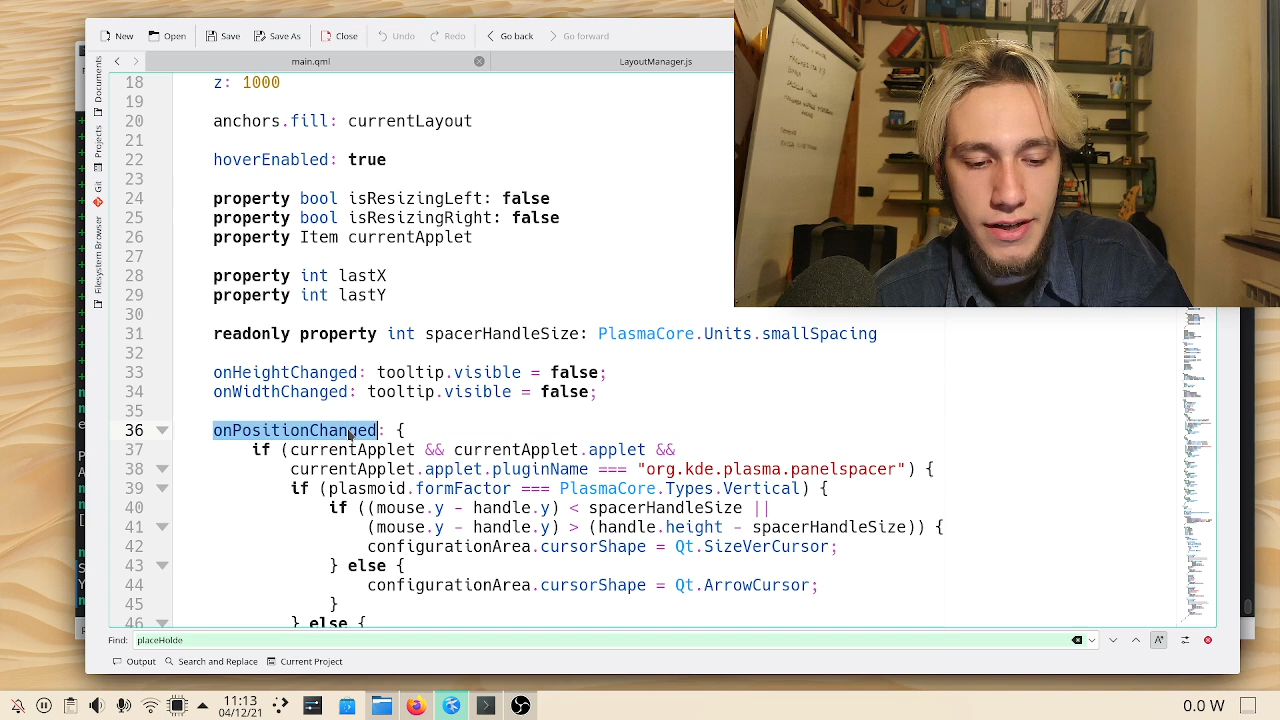 New Open Save Save As Close Undo Redo Go back Go forward
main.qml LayoutManager.js
Documents
Projects
Git
Filesystem Browser
18 z: 1000
19
20 anchors.fill: currentLayout
21
22 hoverEnabled: true
23
24 property bool isResizingLeft: false
25 property bool isResizingRight: false
26 property Item currentApplet
27
28 property int lastX
29 property int lastY
30
31 readonly property int spacerHandleSize: PlasmaCore.Units.smallSpacing
32
33 onHeightChanged: tooltip.visible = false;
34 onWidthChanged: tooltip.visible = false;
35
36 onPositionChanged: {
37 if (currentApplet && currentApplet.applet &&
38 currentApplet.applet.pluginName === "org.kde.plasma.panelspacer") {
39 if (plasmoid.formFactor === PlasmaCore.Types.Vertical) {
40 if ((mouse.y - handle.y) < spacerHandleSize ||
41 (mouse.y - handle.y) > (handle.height - spacerHandleSize)) {
42 configurationArea.cursorShape = Qt.SizeVerCursor;
43 } else {
44 configurationArea.cursorShape = Qt.ArrowCursor;
45 }
46 } else {
Find: placeHolde
Output Search and Replace Current Project
11:13
04/12/21
0.0 W